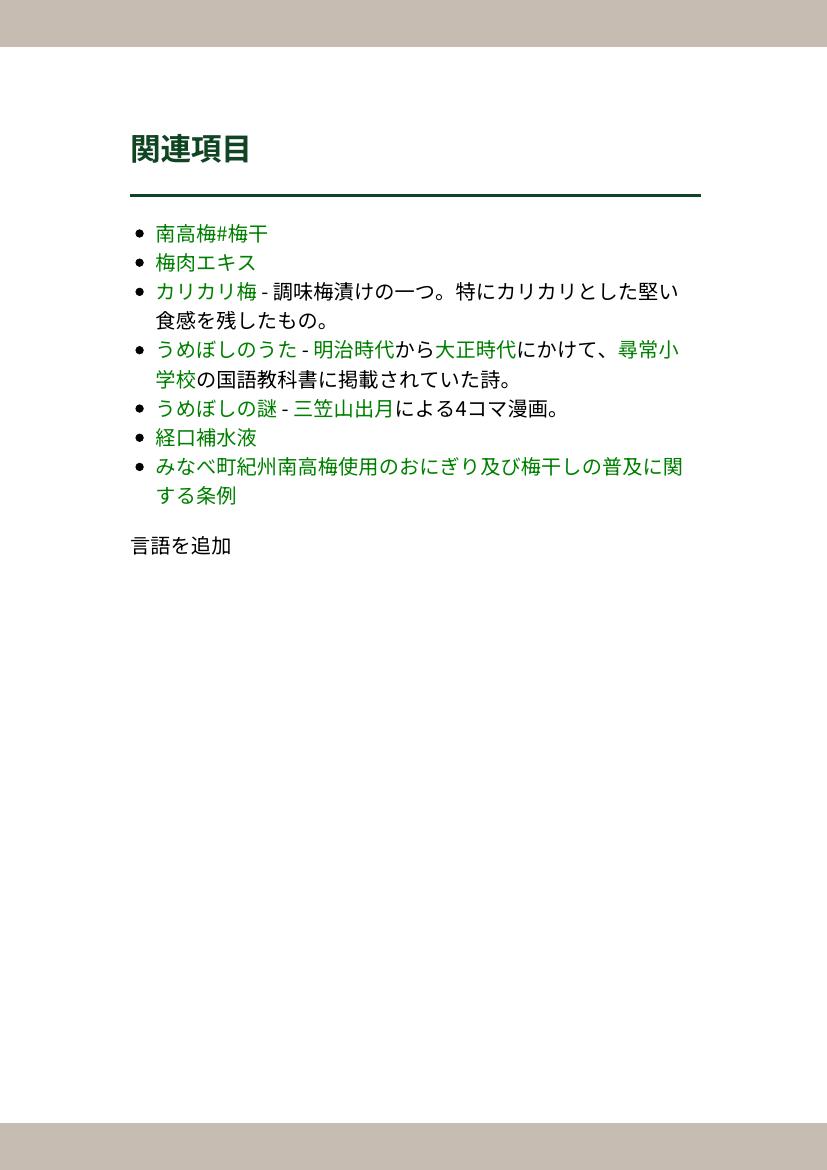 関連項目
南高梅#梅干
梅肉エキス
カリカリ梅 - 調味梅漬けの一つ。特にカリカリとした堅い
食感を残したもの。
うめぼしのうた - 明治時代から大正時代にかけて、尋常小
学校の国語教科書に掲載されていた詩。
うめぼしの謎 - 三笠山出月による4コマ漫画。
経口補水液
みなべ町紀州南高梅使用のおにぎり及び梅干しの普及に関
する条例
言語を追加